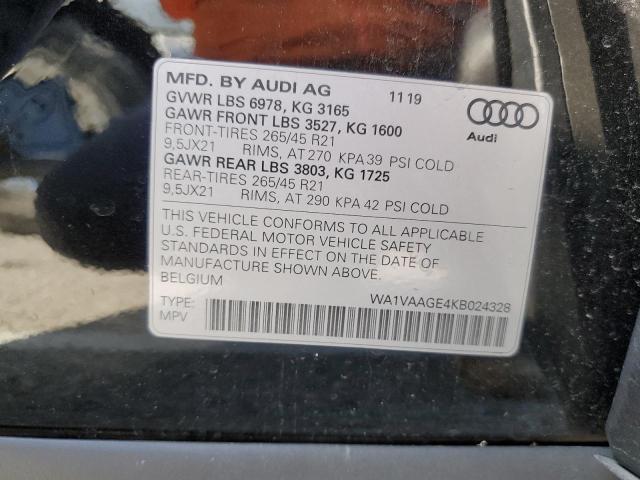 MFD. BY AUDI AG 11 19
GVWR LBS 6978, KG 3165
GAWR FRONT LBS 3527, KG 1600
FRONT-TIRES 265/45 R21
9,5JX21 RIMS, AT 270 KPA 39 PSI COLD
GAWR REAR LBS 3803, KG 1725
REAR-TIRES 265/45 R21
9,5JX21 RIMS, AT 290 KPA 42 PSI COLD
Audi
THIS VEHICLE CONFORMS TO ALL APPLICABLE
U.S. FEDERAL MOTOR VEHICLE SAFETY
STANDARDS IN EFFECT ON THE DATE OF
MANUFACTURE SHOWN ABOVE.
BELGIUM
WA1VAAGE4KB024328
TYPE:
MPV